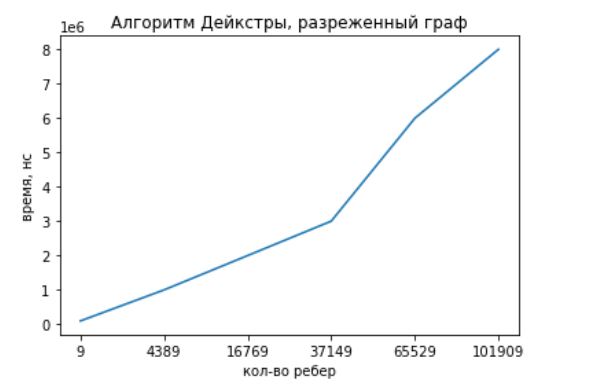 Алгоритм Дейкстры, разреженный граф
1e6
8
7
6
5
4
3
2
1
0
время, нс
9 4389 16769 37149 65529 101909
кол-во ребер